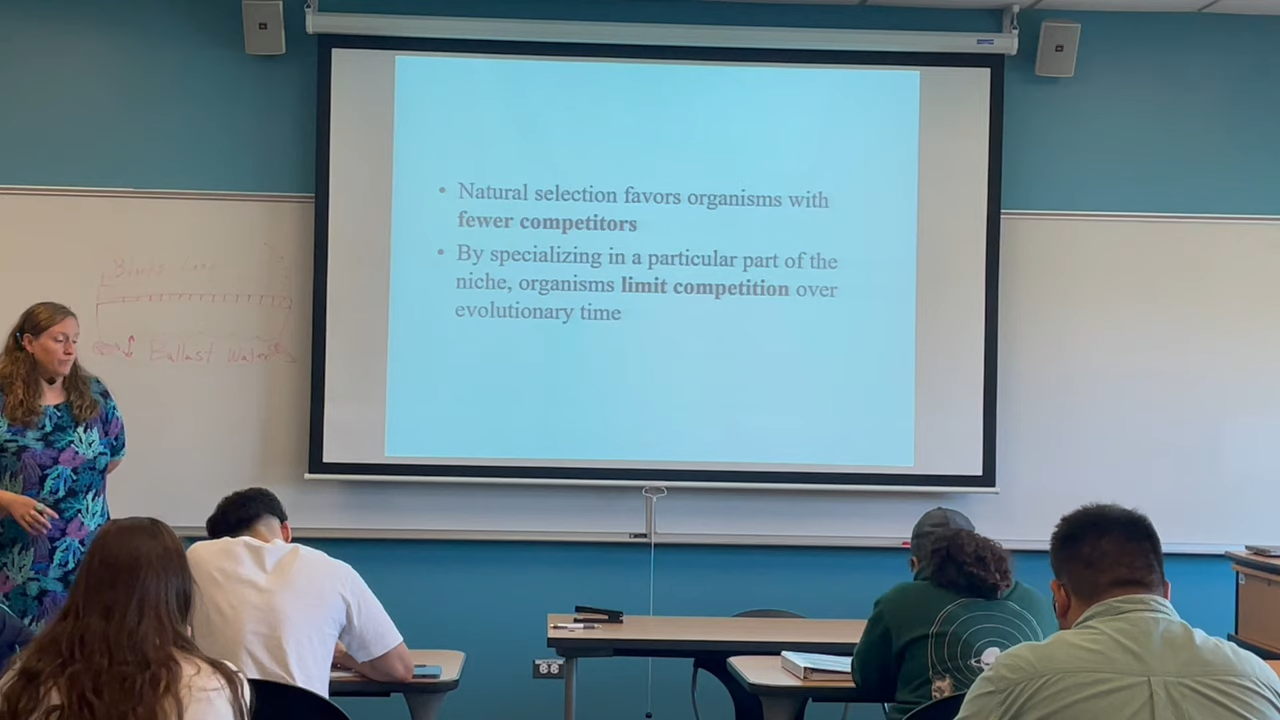 • Natural selection favors organisms with
fewer competitors
• By specializing in a particular part of the
niche, organisms limit competition over
evolutionary time
Ballast Water